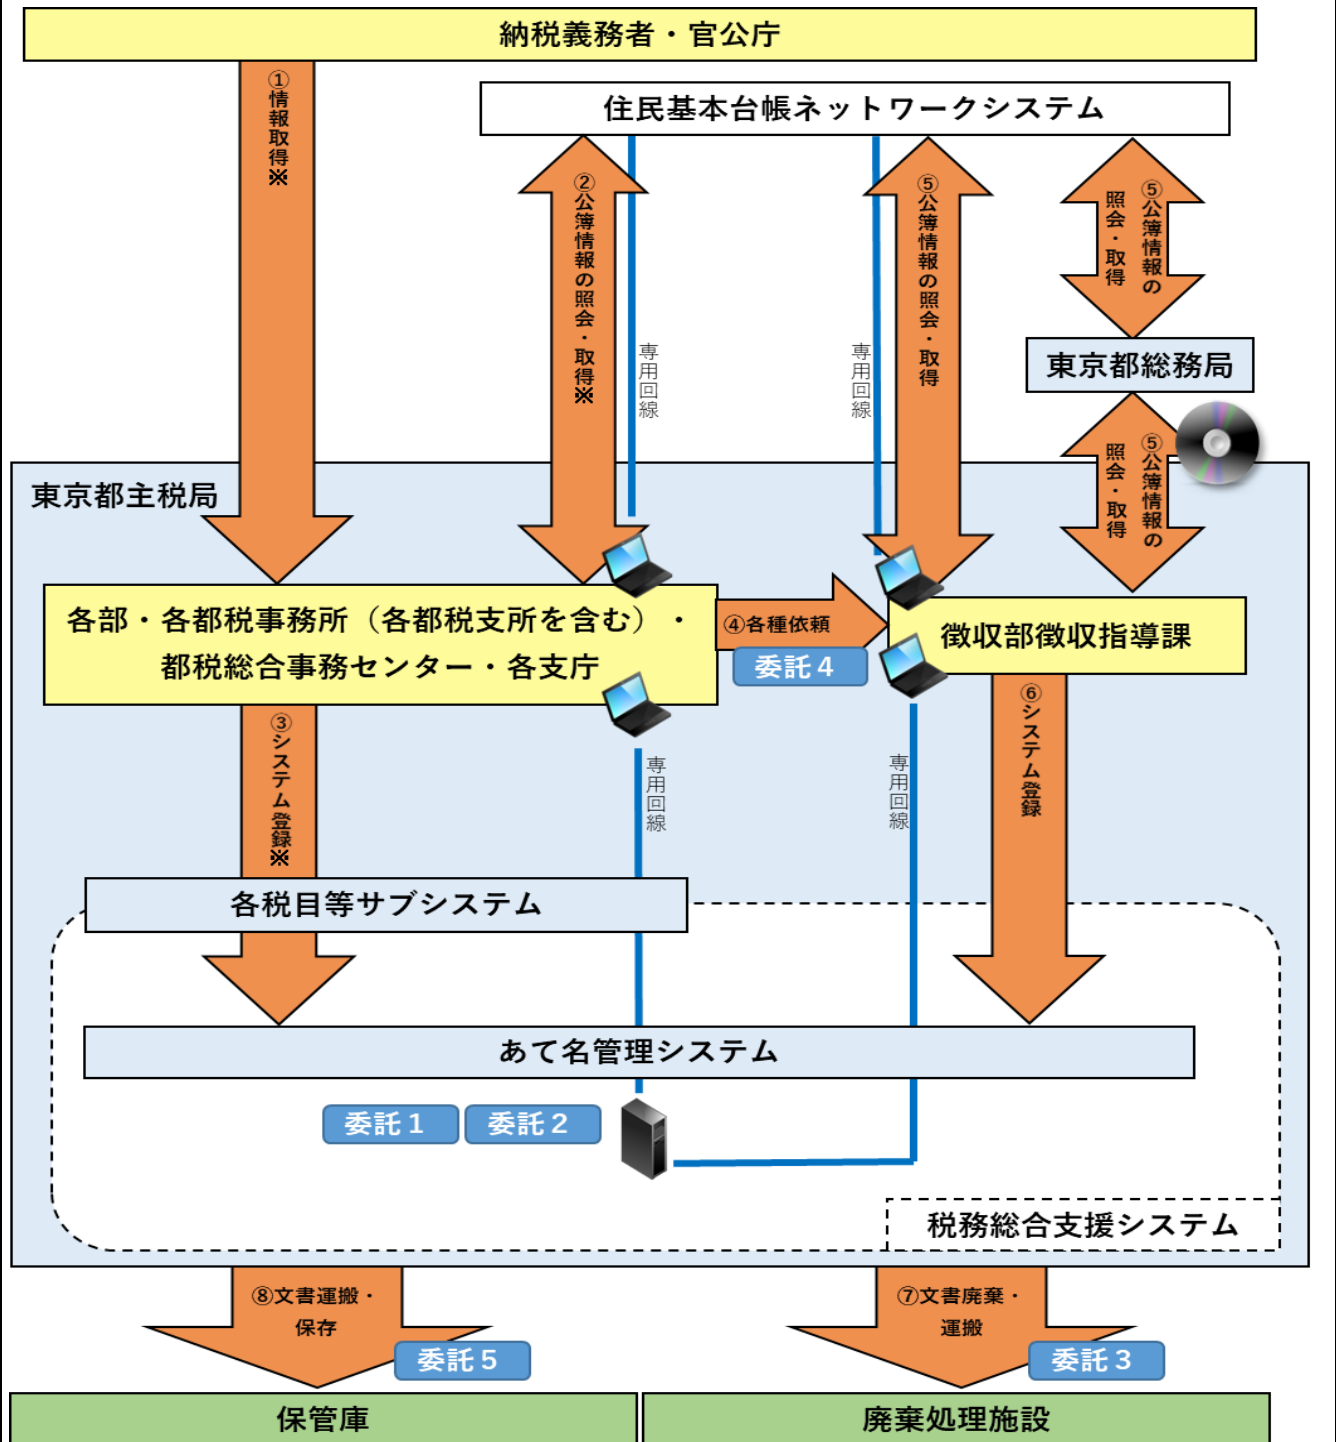 納税義務者・官公庁
①情報取得※
住民基本台帳ネットワークシステム
②公簿情報の照会・取得※
専用回線
専用回線
⑤公簿情報の照会・取得
⑤公簿情報の
照会・取得
東京都総務局
⑤公簿情報の
照会・取得
東京都主税局
各部・各都税事務所（各都税支所を含む）・
都税総合事務センター・各支庁
④各種依頼
委託４
徴収部徴収指導課
③システム登録※
専用回線
専用回線
⑥システム登録
各税目等サブシステム
あて名管理システム
委託１
委託２
税務総合支援システム
⑧文書運搬・
保存
委託５
⑦文書廃棄・
運搬
委託３
保管庫
廃棄処理施設